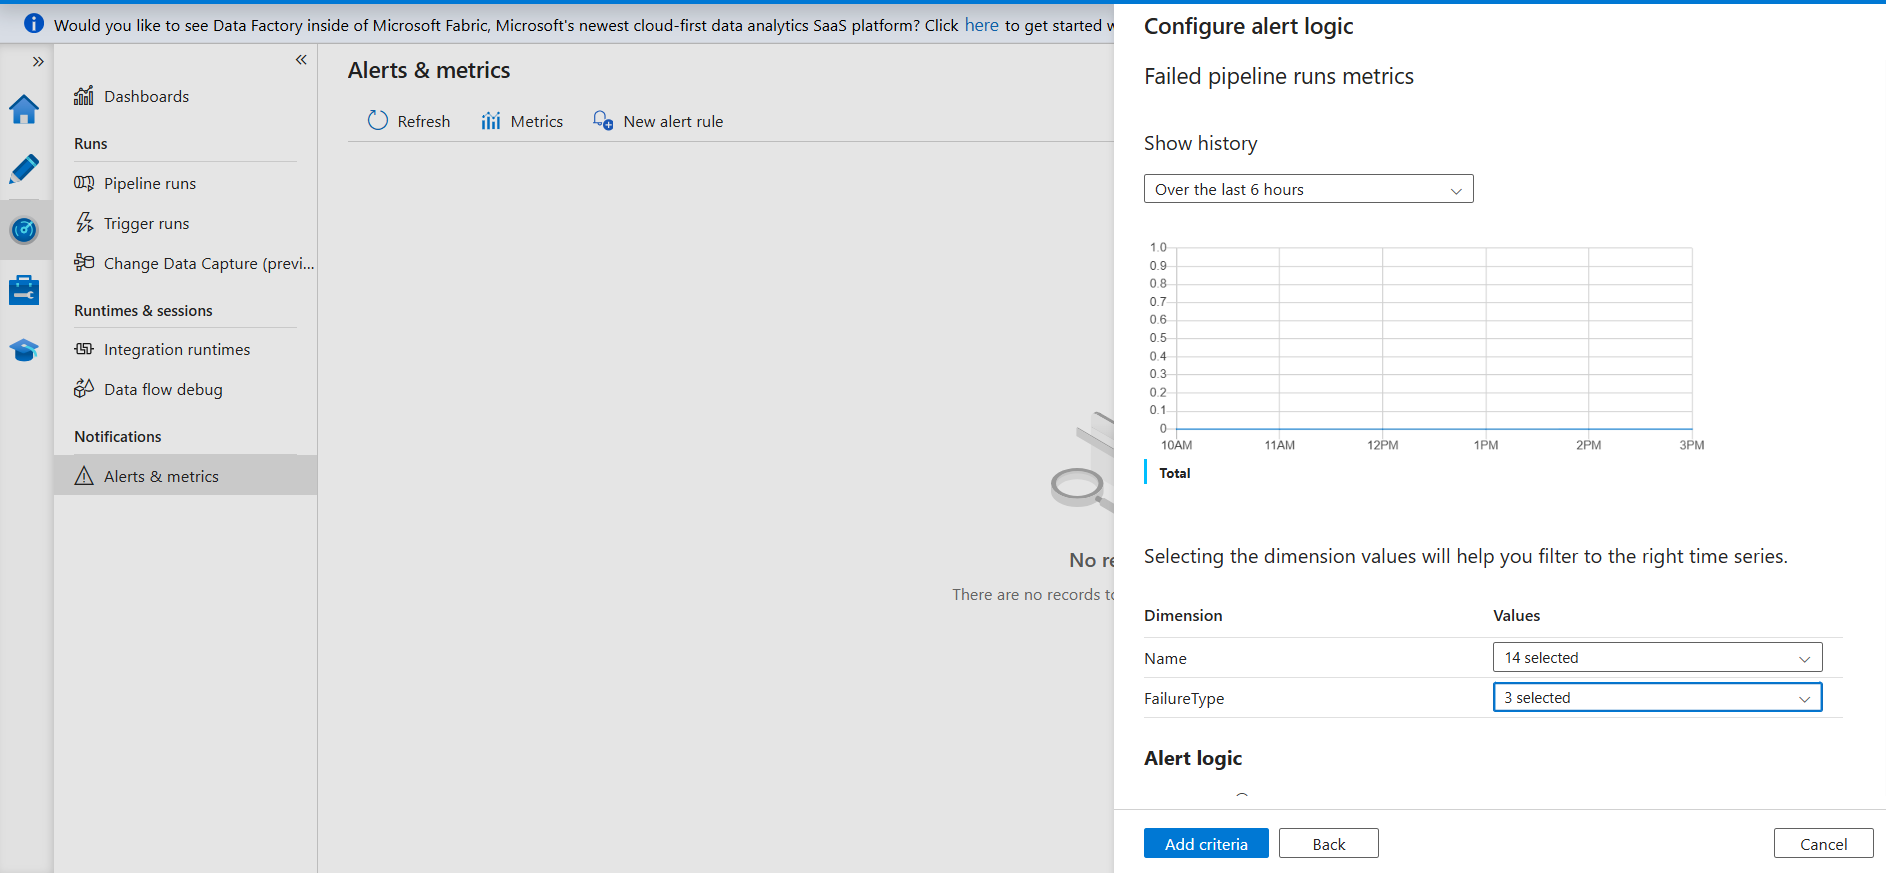 Would you like to see Data Factory inside of Microsoft Fabric, Microsoft's newest cloud-first data analytics SaaS platform? Click here to get started
Dashboards
Runs
Pipeline runs
Trigger runs
Change Data Capture (previ...
Runtimes & sessions
Integration runtimes
Data flow debug
Notifications
Alerts & metrics
Alerts & metrics
Refresh
Metrics
New alert rule
No re
There are no records to
Configure alert logic
Failed pipeline runs metrics
Show history
Over the last 6 hours
1.0
0.9
0.8
0.7
0.6
0.5
0.4
0.3
0.2
0.1
0
10AM 11AM 12PM 1PM 2PM 3PM
Total
Selecting the dimension values will help you filter to the right time series.
Dimension Values
Name 14 selected
FailureType 3 selected
Alert logic
Add criteria
Back
Cancel